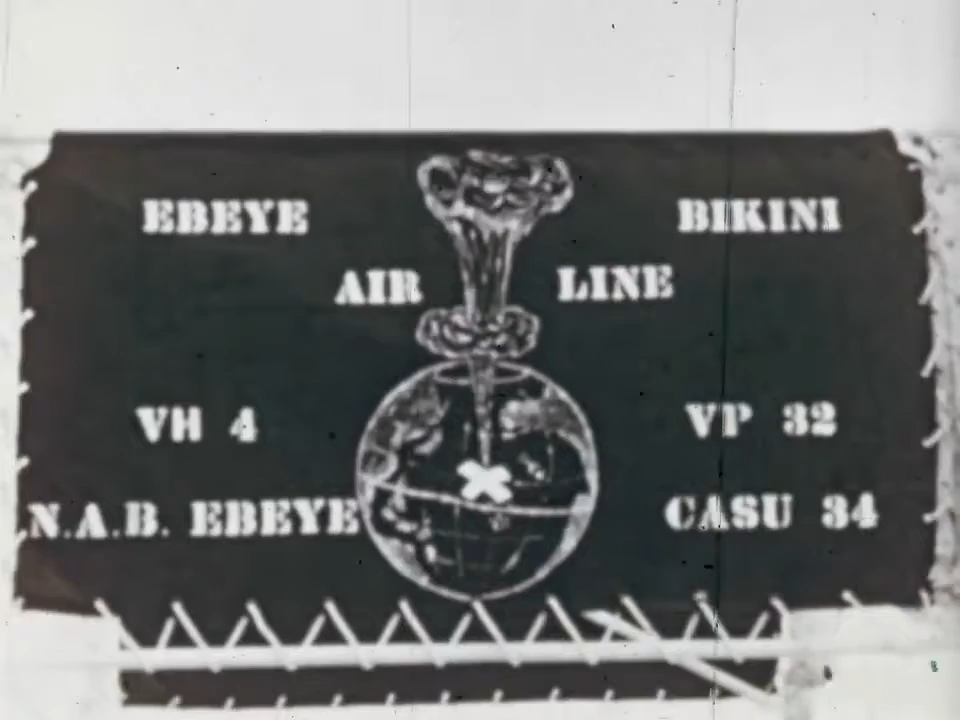 EBEYE BIKINI
AIR LINE
VH 4 VP 32
N.A.B. EBEYE CASU 34